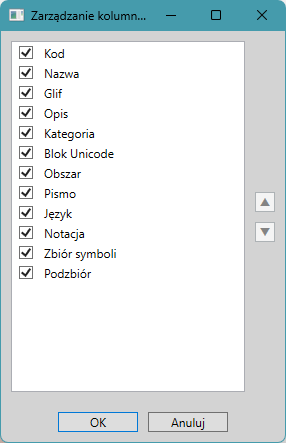 Zarządzanie kolumn...
Kod
Nazwa
Glif
Opis
Kategoria
Blok Unicode
Obszar
Pismo
Język
Notacja
Zbiór symboli
Podzbiór
OK
Anuluj